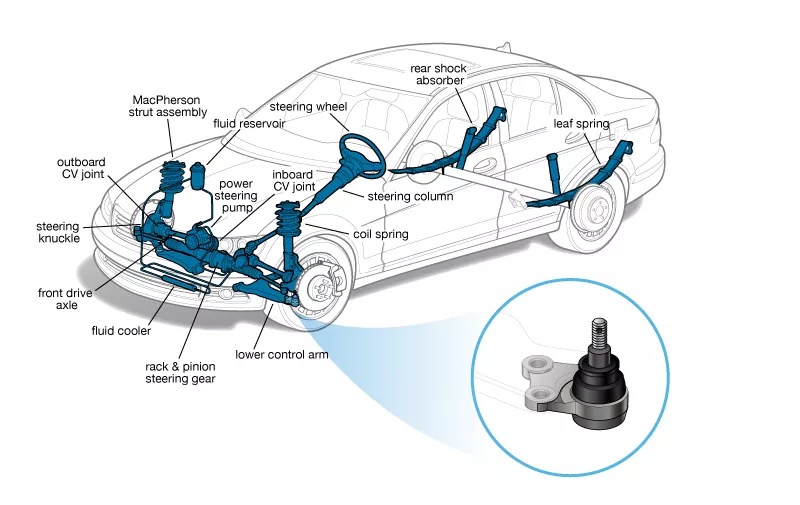 rear shock
absorber
MacPherson
strut assembly
steering wheel
fluid reservoir
leaf spring
outboard
CV joint
inboard
CV joint
power
steering
pump
steering column
steering
knuckle
coil spring
front drive
axle
fluid cooler
lower control arm
rack & pinion
steering gear